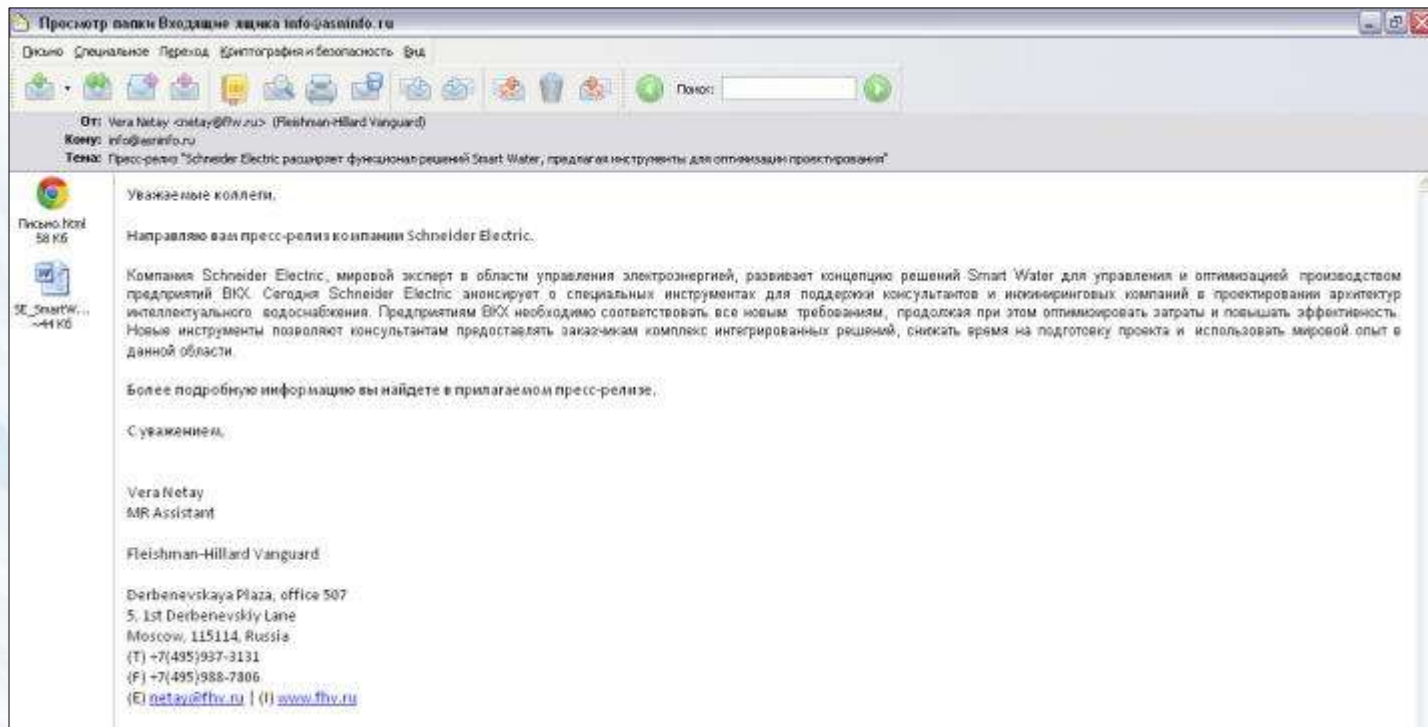 Просмотр папки Входящие ящика info@asninfo.ru
Письмо Специальное Переход Криптография и безопасность Вид
Поиск:
От: Vera Netay <netay@fhv.ru> (Fleishman-Hillard Vanguard)
Кому: info@asninfo.ru
Тема: Пресс-релиз "Schneider Electric расширяет функционал решений Smart Water, предлагая инструменты для оптимизации проектирования"
Письмо.html
58 Кб
SE_SmartW...
~44 Кб
Уважаемые коллеги,
Направляю вам пресс-релиз компании Schneider Electric.
Компания Schneider Electric, мировой эксперт в области управления электроэнергией, развивает концепцию решений Smart Water для управления и оптимизацией производством
предприятий ВКХ. Сегодня Schneider Electric анонсирует о специальных инструментах для поддержки консультантов и инжиниринговых компаний в проектировании архитектур
интеллектуального водоснабжения. Предприятиям ВКХ необходимо соответствовать все новым требованиям, продолжая при этом оптимизировать затраты и повышать эффективность.
Новые инструменты позволяют консультантам предоставлять заказчикам комплекс интегрированных решений, снижать время на подготовку проекта и использовать мировой опыт в
данной области.
Более подробную информацию вы найдете в прилагаемом пресс-релизе.
С уважением,
Vera Netay
MR Assistant
Fleishman-Hillard Vanguard
Derbenevskaya Plaza, office 507
5, 1st Derbenevskiy Lane
Moscow, 115114, Russia
(T) +7(495)937-3131
(F) +7(495)988-7806
(E) netay@fhv.ru | (I) www.fhv.ru